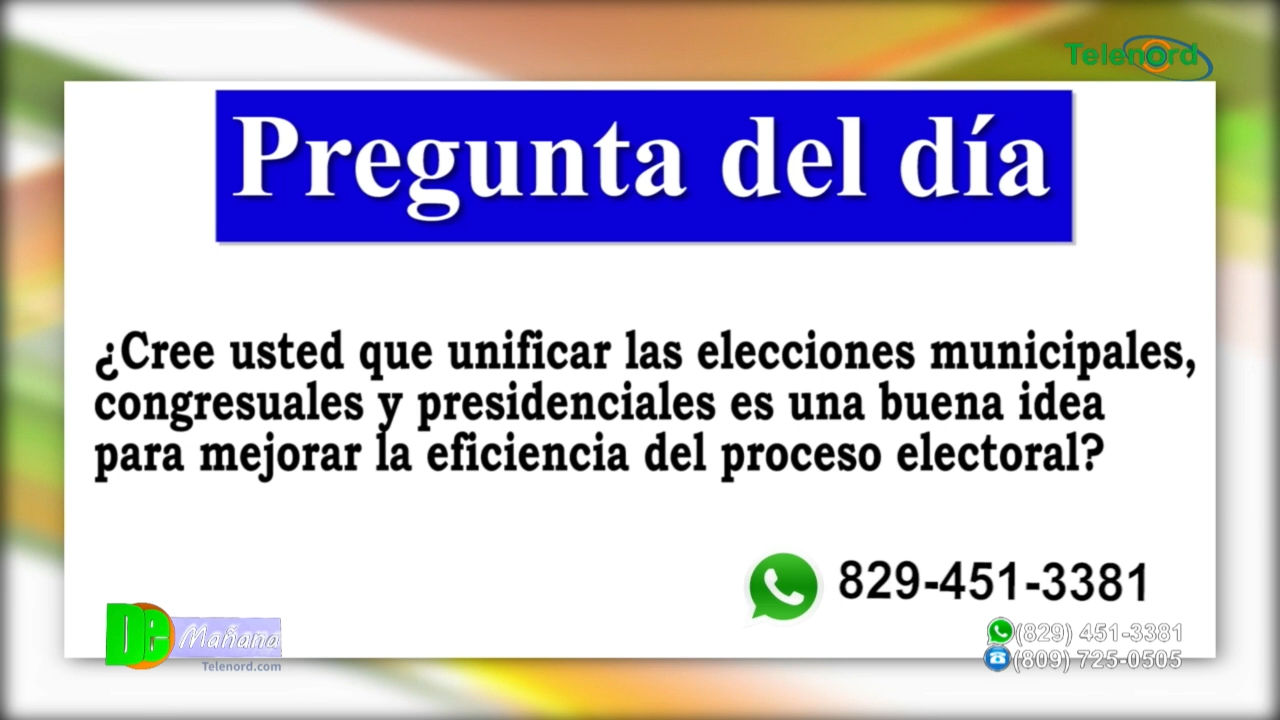 Telenord
Pregunta del día
¿Cree usted que unificar las elecciones municipales,
congresuales y presidenciales es una buena idea
para mejorar la eficiencia del proceso electoral?
829-451-3381
De Mañana
Telenord.com
(829) 451-3381
(809) 725-0505